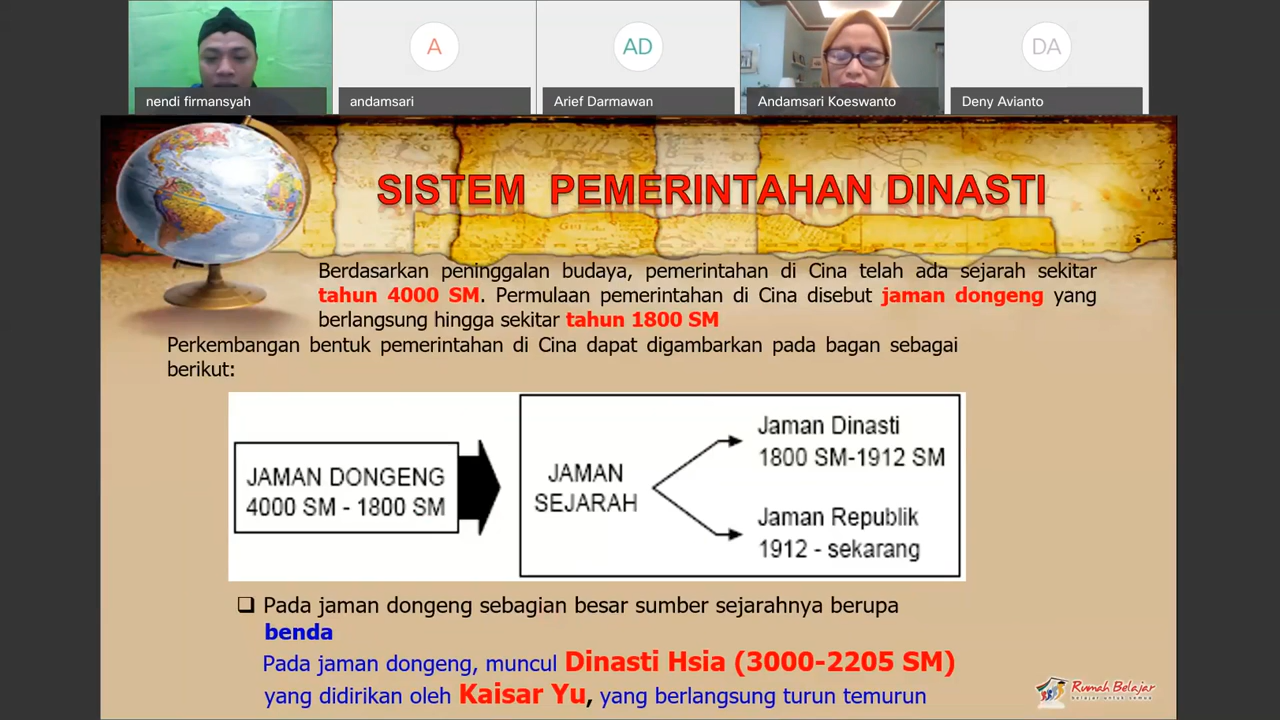 A
AD
DA
nendi firmansyah
andamsari
Arief Darmawan
Andamsari Koeswanto
Deny Avianto
SISTEM PEMERINTAHAN DINASTI
Berdasarkan peninggalan budaya, pemerintahan di Cina telah ada sejarah sekitar
tahun 4000 SM. Permulaan pemerintahan di Cina disebut jaman dongeng yang
berlangsung hingga sekitar tahun 1800 SM
Perkembangan bentuk pemerintahan di Cina dapat digambarkan pada bagan sebagai
berikut:
JAMAN DONGENG
4000 SM - 1800 SM
JAMAN
SEJARAH
Jaman Dinasti
1800 SM-1912 SM
Jaman Republik
1912 - sekarang
❑ Pada jaman dongeng sebagian besar sumber sejarahnya berupa
benda
Pada jaman dongeng, muncul Dinasti Hsia (3000-2205 SM)
yang didirikan oleh Kaisar Yu, yang berlangsung turun temurun
Rumah Belajar
belajar untuk semua